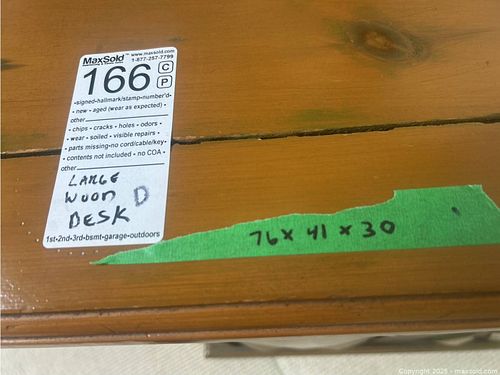 MaxSold™ www.maxsold.com
1-877-257-7799
166 C
P
•signed-hallmark/stamp-number'd•
• new - aged (wear as expected) •
other
• chips • cracks • holes • odors •
• wear • soiled • visible repairs •
• parts missing-no cord/cable/key•
• contents not included • no COA •
other
LARGE
WOOD D
DESK
1st-2nd-3rd-bsmt-garage-outdoors
76 x 41 x 30
Copyright 2025 - maxsold.com